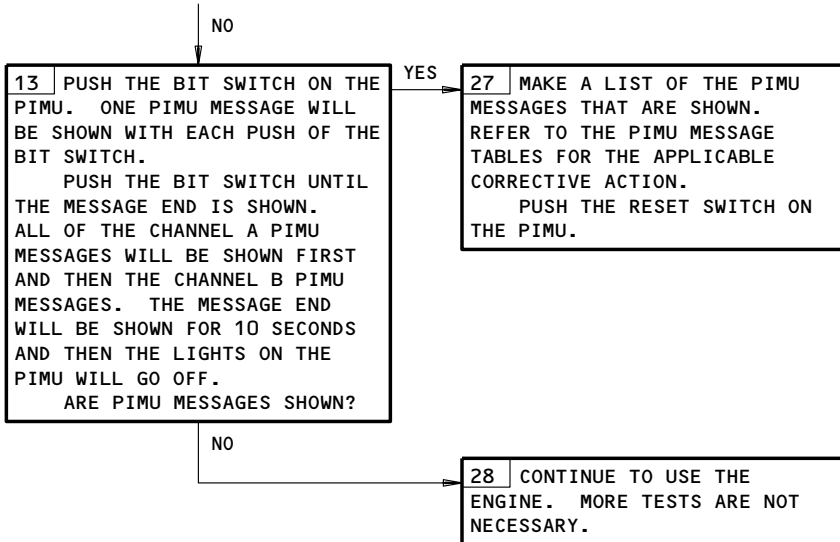 NO
13 PUSH THE BIT SWITCH ON THE
PIMU. ONE PIMU MESSAGE WILL
BE SHOWN WITH EACH PUSH OF THE
BIT SWITCH.
PUSH THE BIT SWITCH UNTIL
THE MESSAGE END IS SHOWN.
ALL OF THE CHANNEL A PIMU
MESSAGES WILL BE SHOWN FIRST
AND THEN THE CHANNEL B PIMU
MESSAGES. THE MESSAGE END
WILL BE SHOWN FOR 10 SECONDS
AND THEN THE LIGHTS ON THE
PIMU WILL GO OFF.
ARE PIMU MESSAGES SHOWN?
YES
27 MAKE A LIST OF THE PIMU
MESSAGES THAT ARE SHOWN.
REFER TO THE PIMU MESSAGE
TABLES FOR THE APPLICABLE
CORRECTIVE ACTION.
PUSH THE RESET SWITCH ON
THE PIMU.
NO
28 CONTINUE TO USE THE
ENGINE. MORE TESTS ARE NOT
NECESSARY.